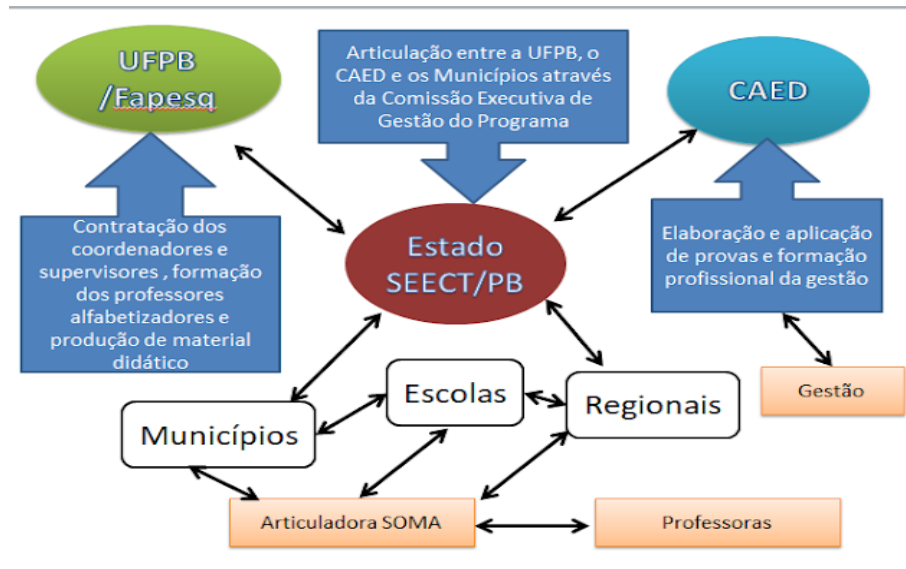 UFPB
/Fapesq
Articulação entre a UFPB, o
CAED e os Municípios através
da Comissão Executiva de
Gestão do Programa
CAED
Contratação dos
coordenadores e
supervisores , formação
dos professores
alfabetizadores e
produção de material
didático
Estado
SEECT/PB
Elaboração e aplicação
de provas e formação
profissional da gestão
Gestão
Municípios
Escolas
Regionais
Articuladora SOMA
Professoras